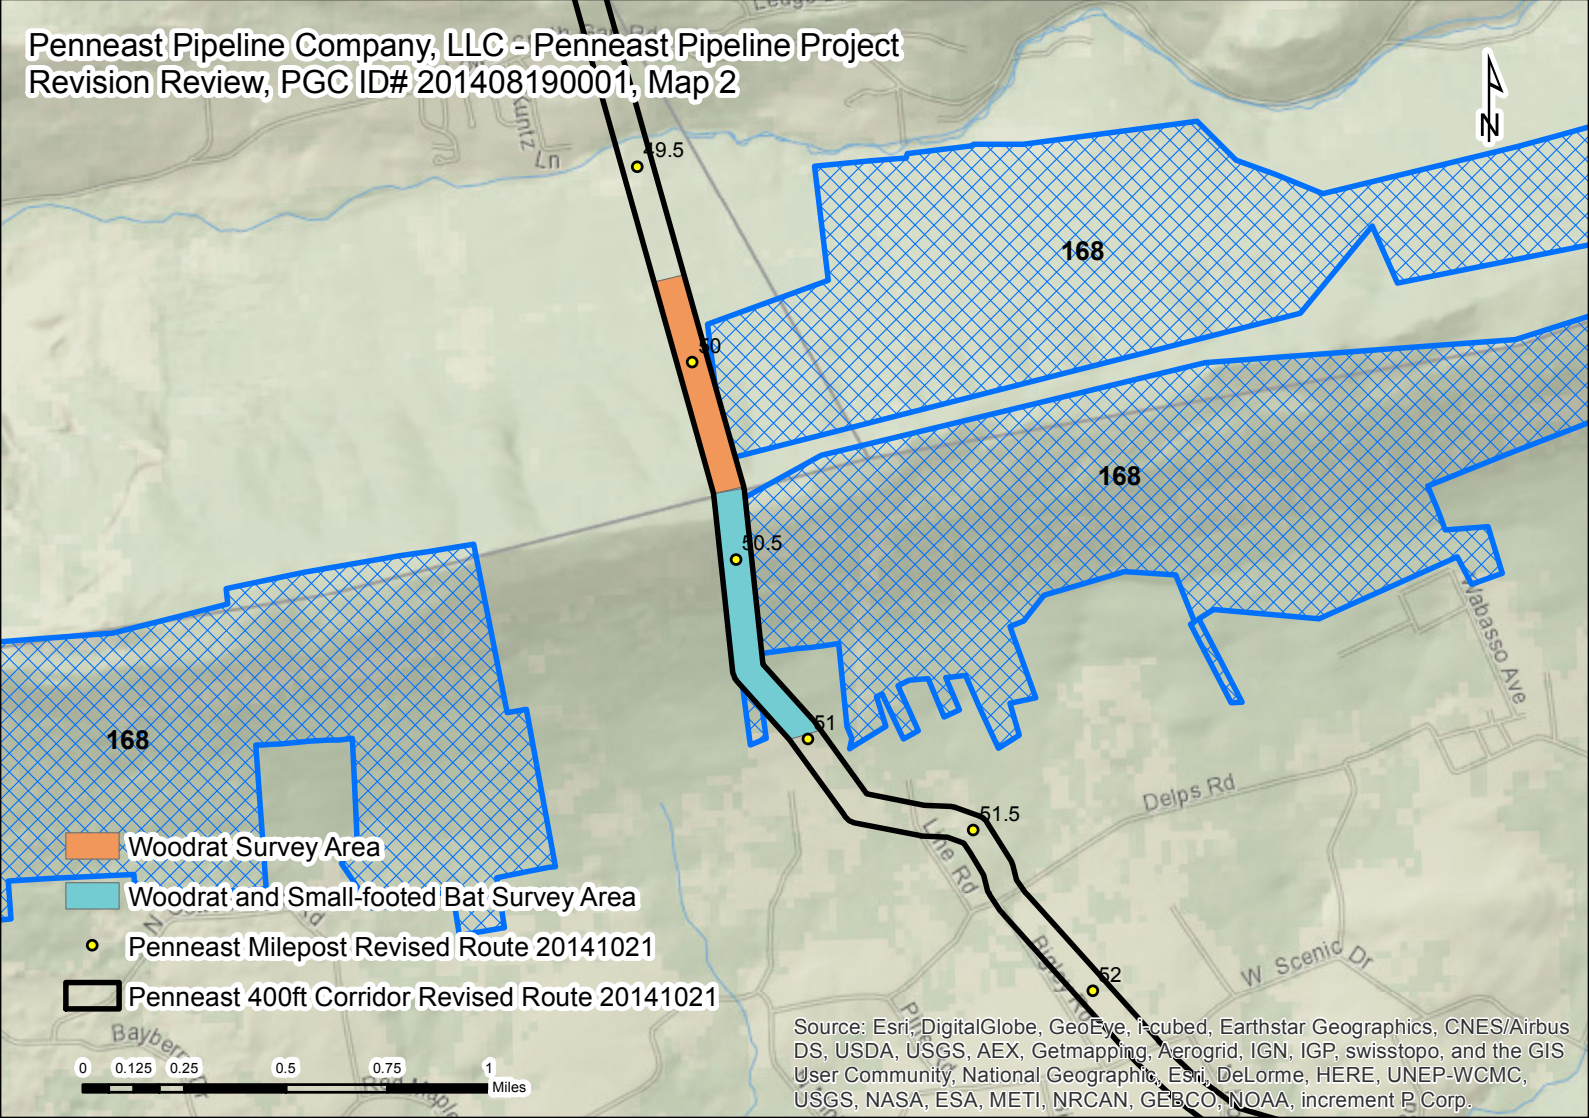 Penneast Pipeline Company, LLC - Penneast Pipeline Project
Revision Review, PGC ID# 201408190001, Map 2
N
Kuntz Ln
49.5
168
50
168
50.5
Wabasso Ave
168
51
Delps Rd
51.5
Line Rd
Woodrat Survey Area
Woodrat and Small-footed Bat Survey Area
Penneast Milepost Revised Route 20141021
Penneast 400ft Corridor Revised Route 20141021
52
W Scenic Dr
Rd
0 0.125 0.25 0.5 0.75 1
Miles
Source: Esri, DigitalGlobe, GeoEye, i-cubed, Earthstar Geographics, CNES/Airbus
DS, USDA, USGS, AEX, Getmapping, Aerogrid, IGN, IGP, swisstopo, and the GIS
User Community, National Geographic, Esri, DeLorme, HERE, UNEP-WCMC,
USGS, NASA, ESA, METI, NRCAN, GEBCO, NOAA, increment P Corp.